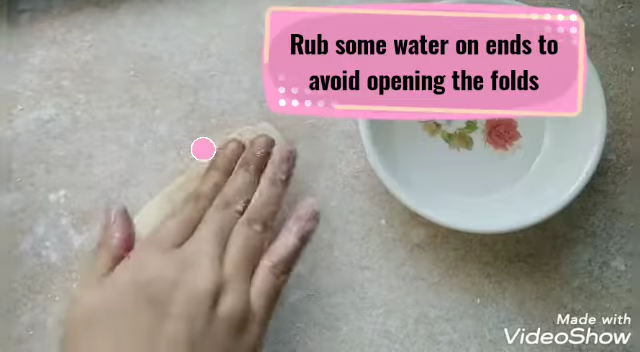 Rub some water on ends to
avoid opening the folds
Made with
VideoShow